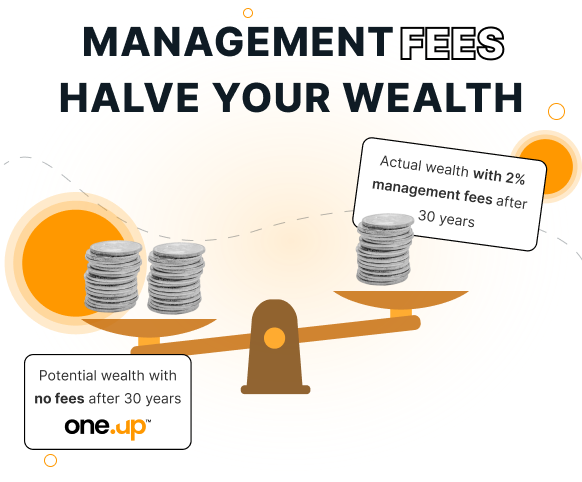 MANAGEMENT FEES
HALVE YOUR WEALTH
Actual wealth with 2%
management fees after
30 years
Potential wealth with
no fees after 30 years
one.up™